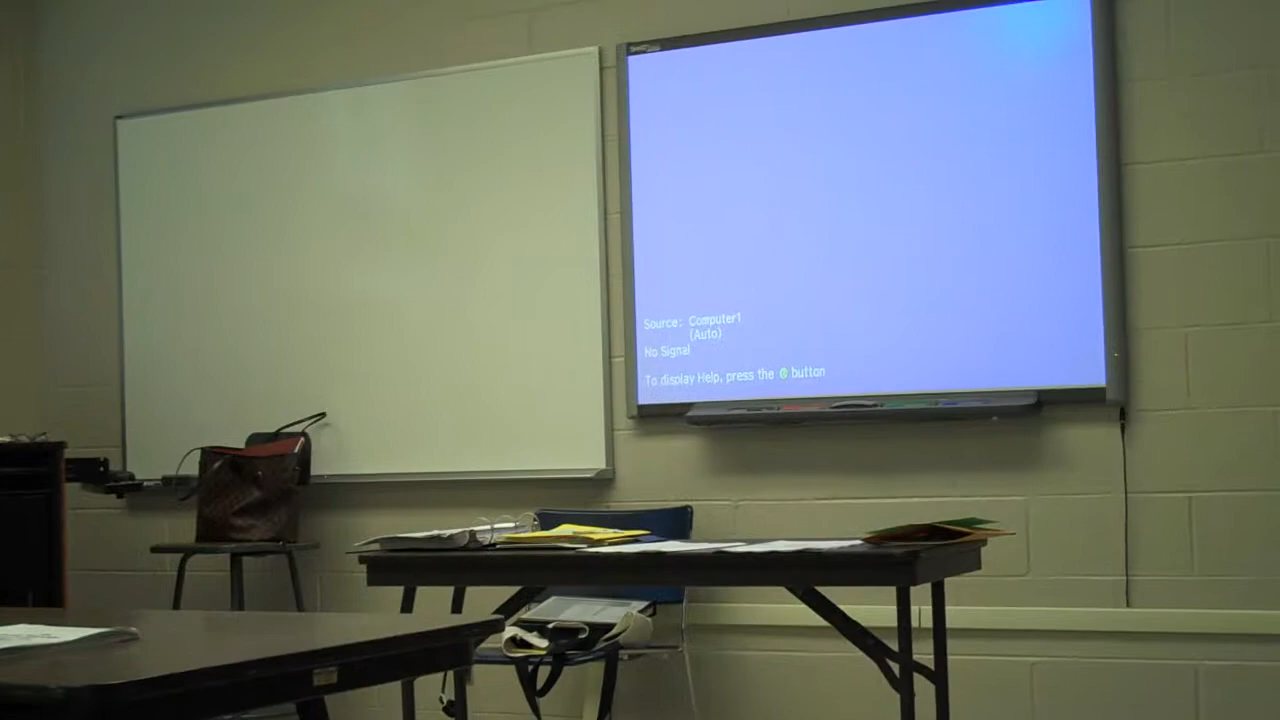 Source: Computer1
(Auto)
No Signal
To display Help, press the button